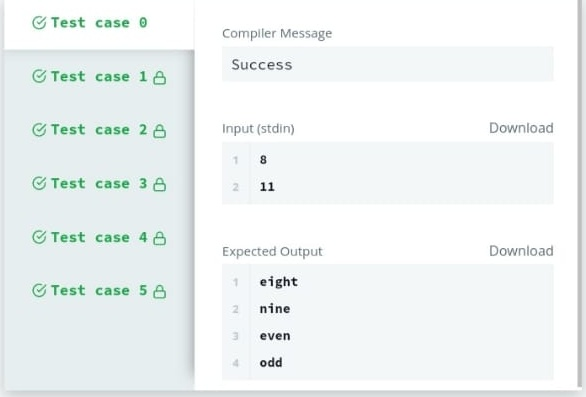 Test case 0
Test case 1
Test case 2
Test case 3
Test case 4
Test case 5
Compiler Message
Success
Input (stdin) Download
1 8
2 11
Expected Output Download
1 eight
2 nine
3 even
4 odd